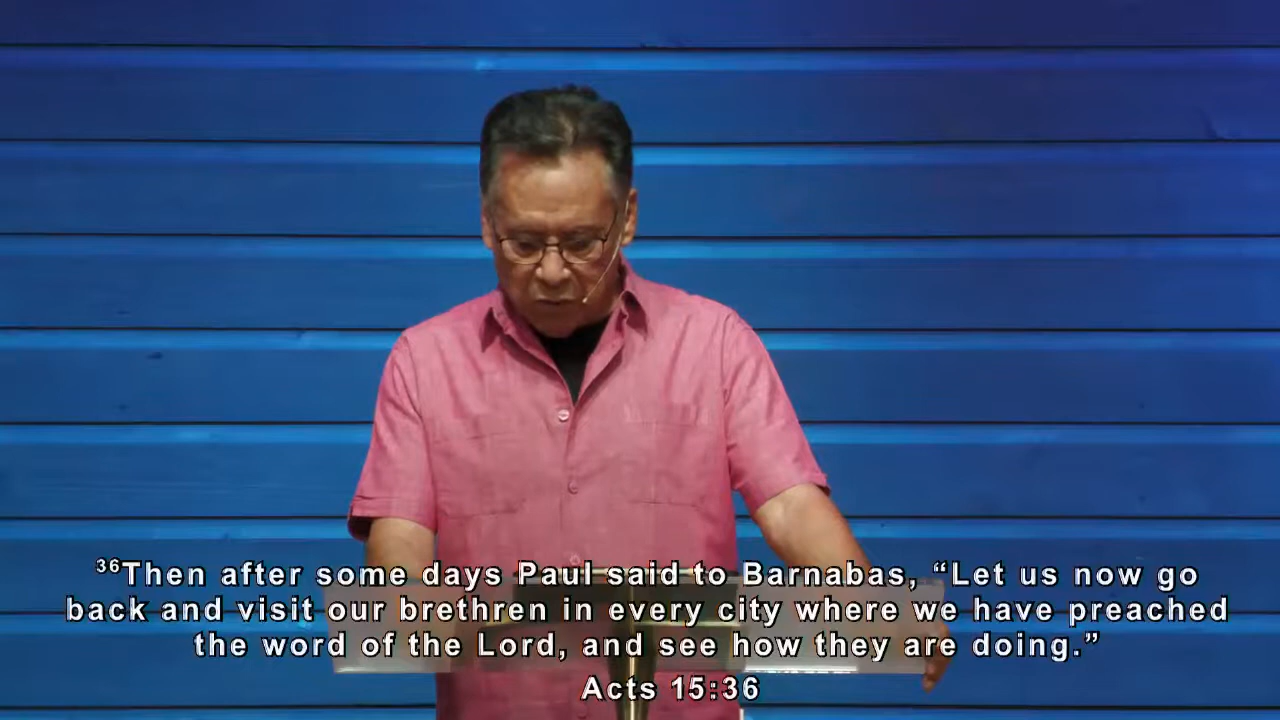 ³⁶Then after some days Paul said to Barnabas, “Let us now go
back and visit our brethren in every city where we have preached
the word of the Lord, and see how they are doing.”
Acts 15:36